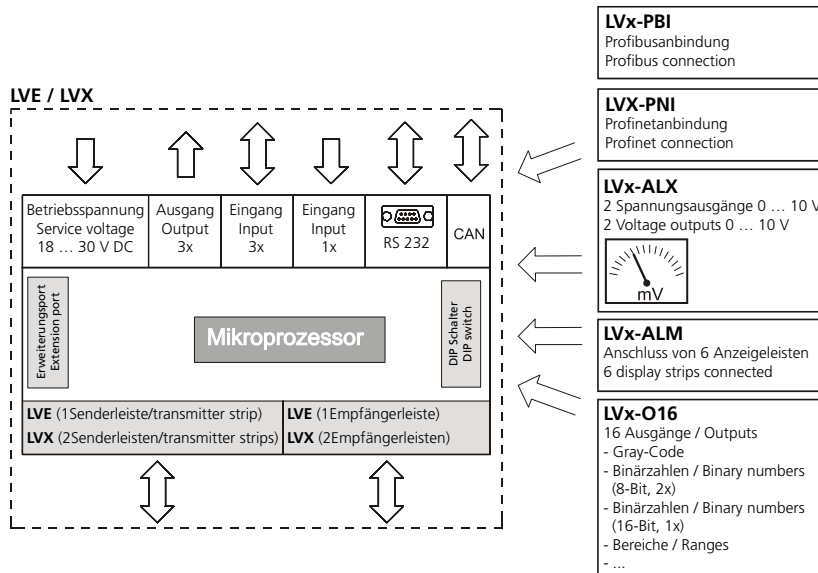 LVE / LVX
Betriebsspannung
Service voltage
18 … 30 V DC
Ausgang
Output
3x
Eingang
Input
3x
Eingang
Input
1x
RS 232
CAN
Erweiterungsport
Extension port
Mikroprozessor
DIP Schalter
DIP switch
LVE (1Senderleiste/transmitter strip)
LVX (2Senderleisten/transmitter strips)
LVE (1Empfängerleiste)
LVX (2Empfängerleisten)
LVx-PBI
Profibusanbindung
Profibus connection
LVX-PNI
Profinetanbindung
Profinet connection
LVx-ALX
2 Spannungsausgänge 0 … 10 V
2 Voltage outputs 0 … 10 V
mV
LVx-ALM
Anschluss von 6 Anzeigeleisten
6 display strips connected
LVx-O16
16 Ausgänge / Outputs
- Gray-Code
- Binärzahlen / Binary numbers
(8-Bit, 2x)
- Binärzahlen / Binary numbers
(16-Bit, 1x)
- Bereiche / Ranges
- ...